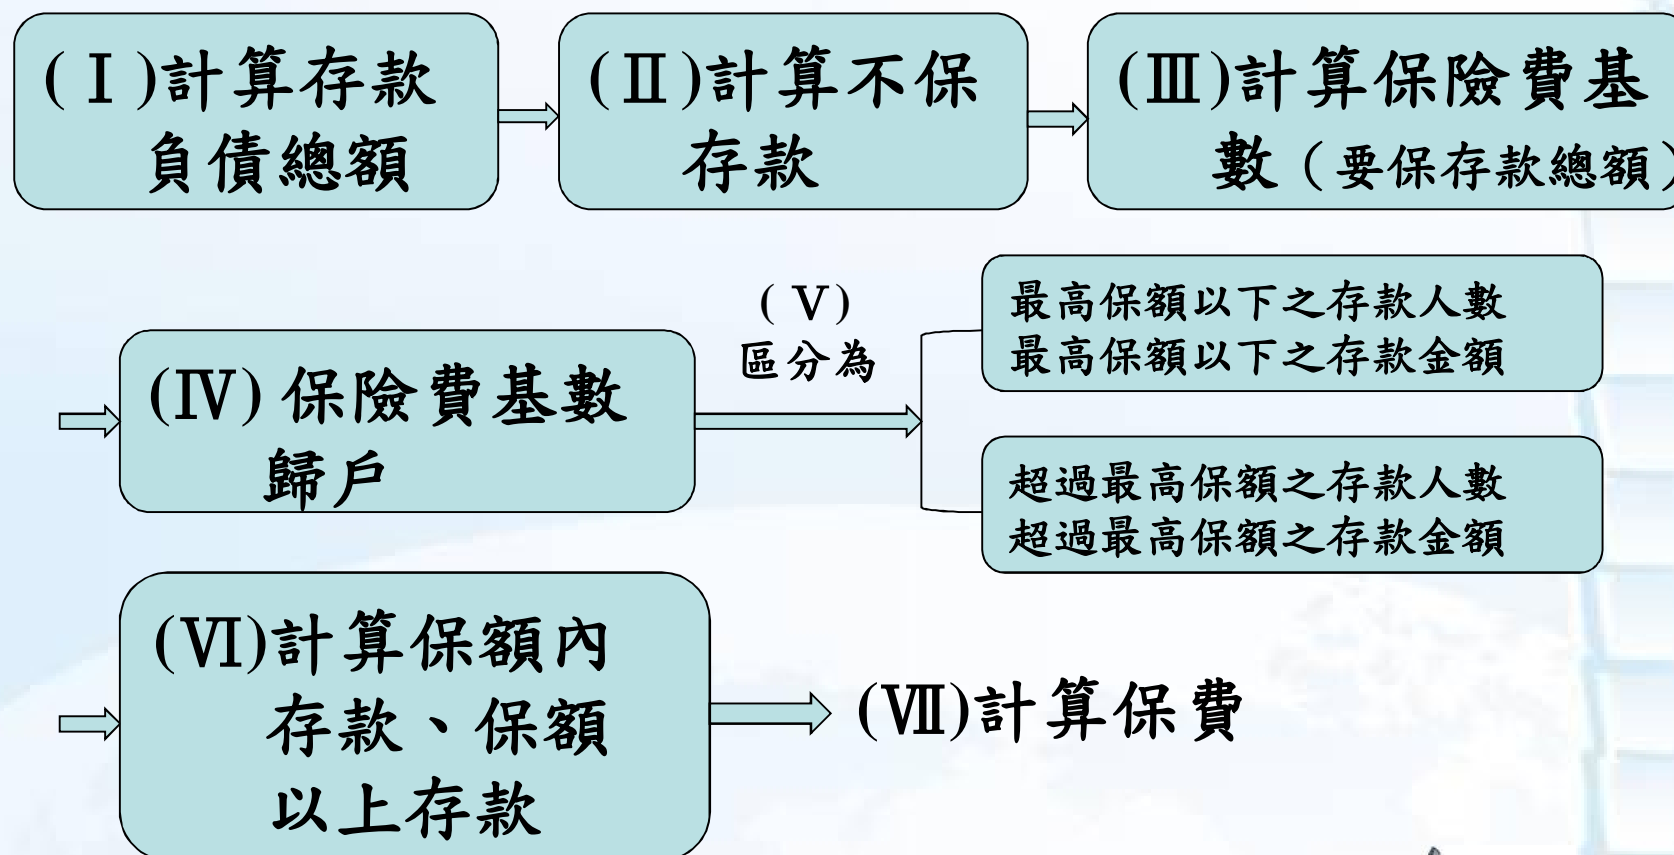 (Ⅰ)計算存款
負債總額
(Ⅱ)計算不保
存款
(Ⅲ)計算保險費基
數(要保存款總額)
(Ⅳ)保險費基數
歸戶
(Ⅴ)
區分為
最高保額以下之存款人數
最高保額以下之存款金額
超過最高保額之存款人數
超過最高保額之存款金額
(Ⅵ)計算保額內
存款、保額
以上存款
(Ⅶ)計算保費